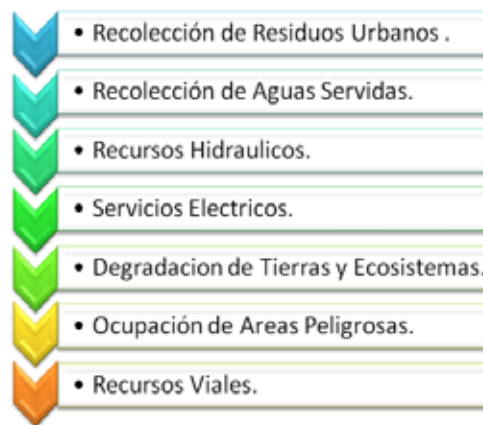 • Recolección de Residuos Urbanos .
• Recolección de Aguas Servidas.
• Recursos Hidraulicos.
• Servicios Electricos.
• Degradacion de Tierras y Ecosistemas.
• Ocupación de Areas Peligrosas.
• Recursos Viales.